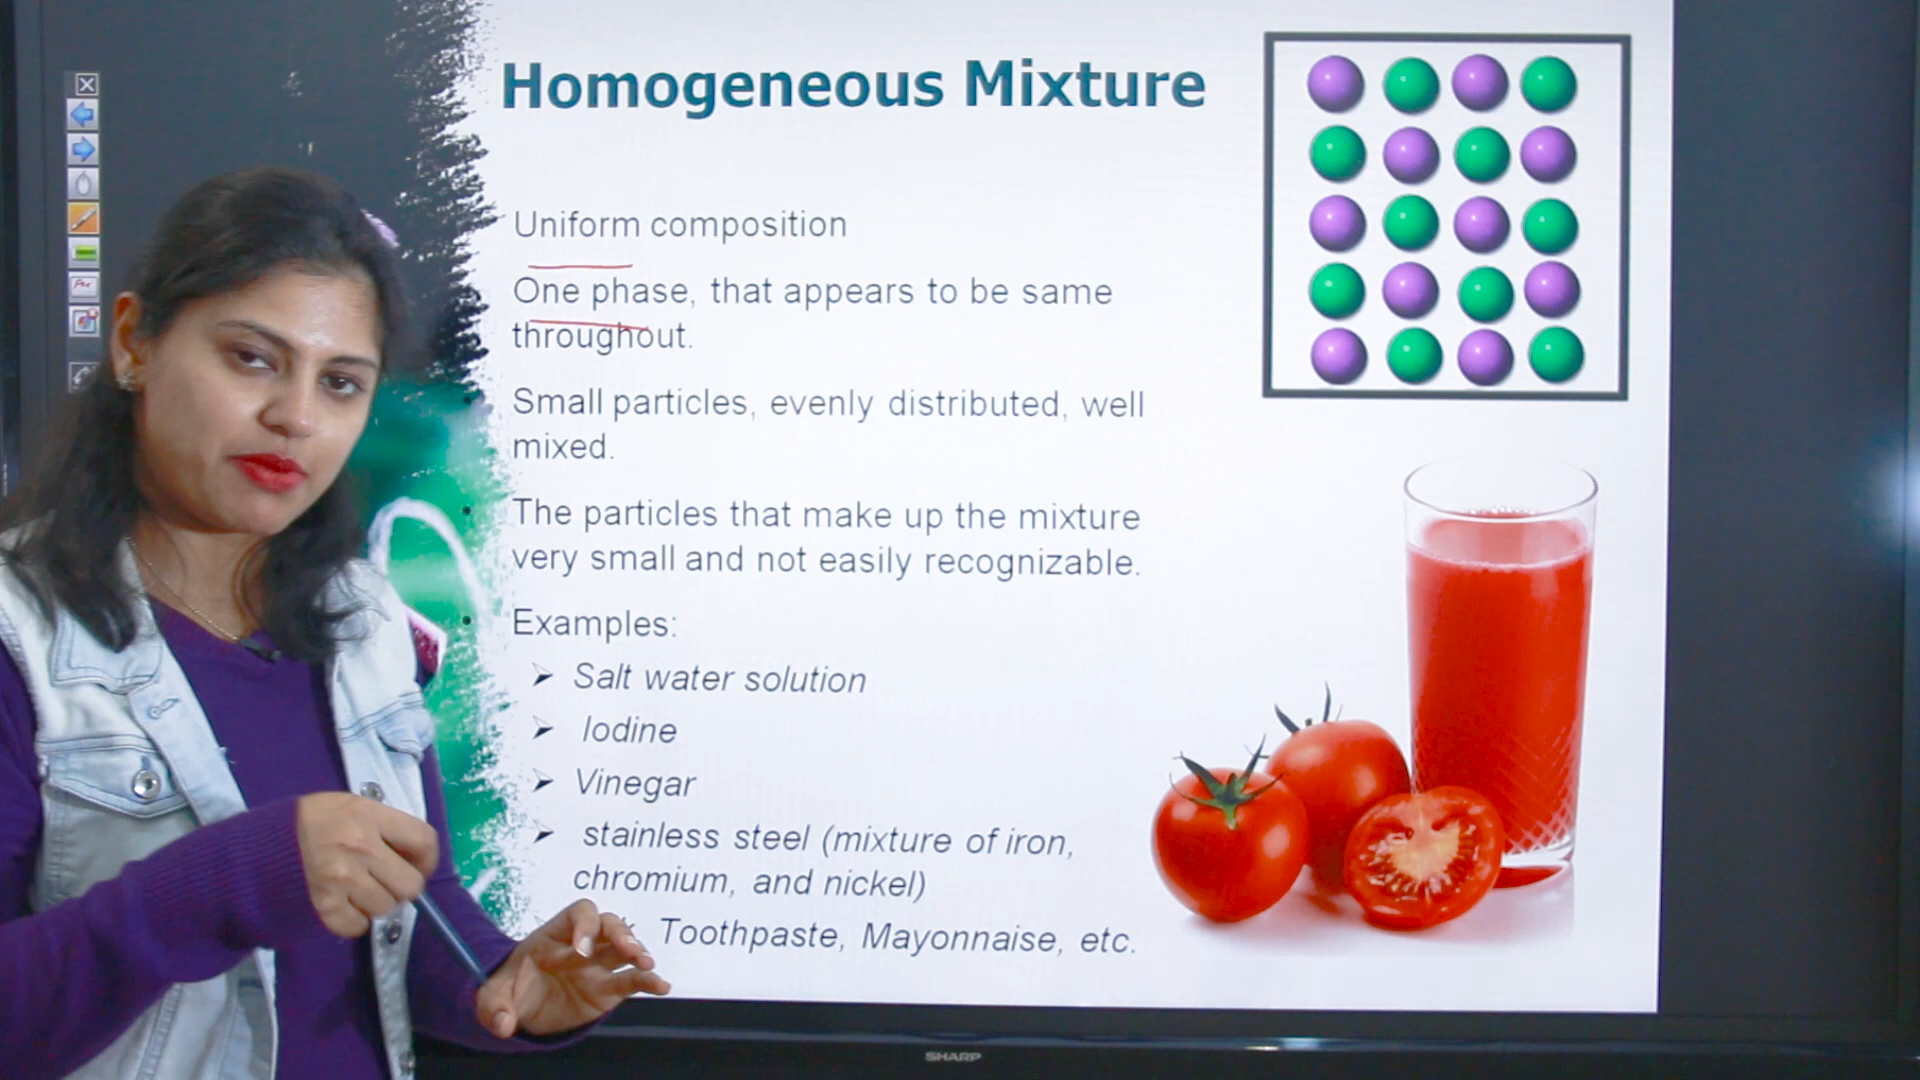 Homogeneous Mixture
Uniform composition
One phase, that appears to be same
throughout.
Small particles, evenly distributed, well
mixed.
The particles that make up the mixture
very small and not easily recognizable.
Examples:
Salt water solution
Iodine
Vinegar
stainless steel (mixture of iron,
chromium, and nickel)
Toothpaste, Mayonnaise, etc.
SHARP